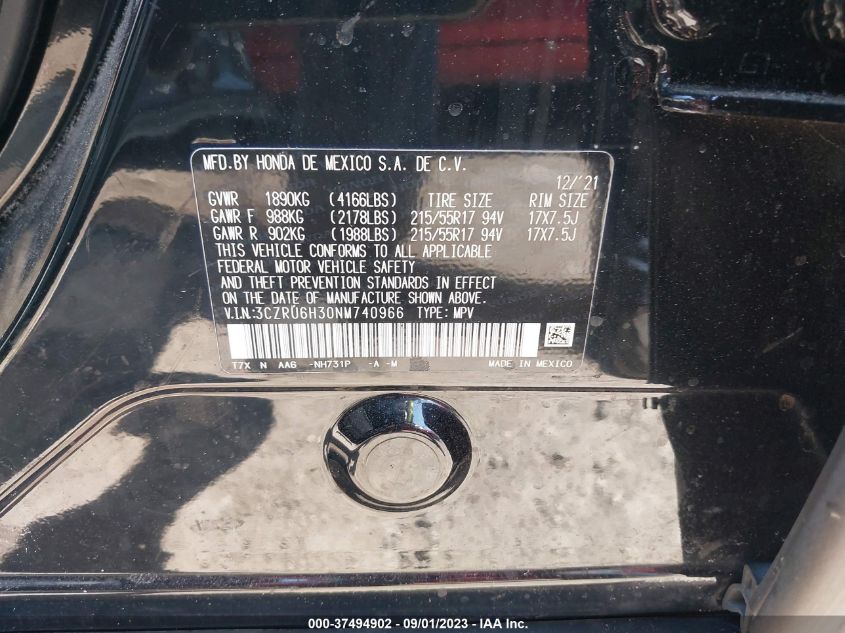 MFD.BY HONDA DE MEXICO S.A. DE C.V.
12/'21
GVWR 1890KG (4166LBS) TIRE SIZE RIM SIZE
GAWR F 988KG (2178LBS) 215/55R17 94V 17X7.5J
GAWR R 902KG (1988LBS) 215/55R17 94V 17X7.5J
THIS VEHICLE CONFORMS TO ALL APPLICABLE
FEDERAL MOTOR VEHICLE SAFETY
AND THEFT PREVENTION STANDARDS IN EFFECT
ON THE DATE OF MANUFACTURE SHOWN ABOVE.
V.I.N:3CZRU6H30NM740966 TYPE: MPV
T7X N AA6 -NH731P -A -M MADE IN MEXICO
000-37494902 - 09/01/2023 - IAA Inc.